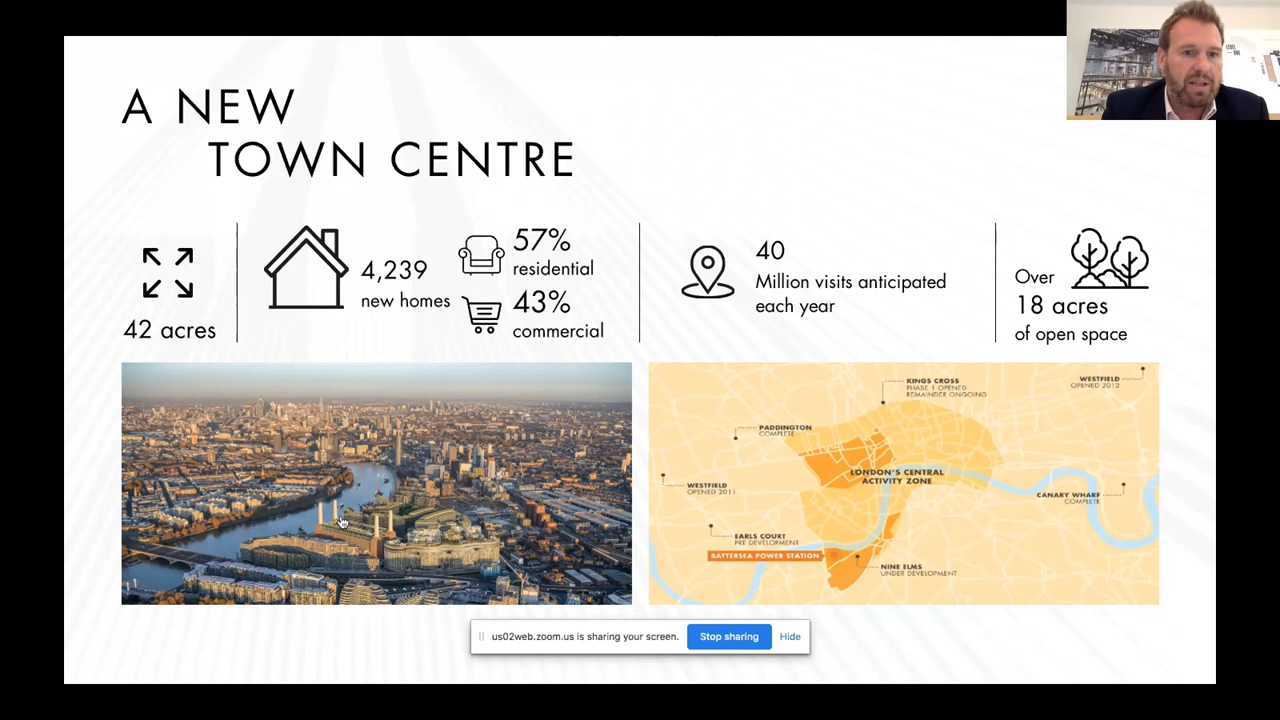 A NEW
TOWN CENTRE
42 acres
4,239
new homes
57%
residential
43%
commercial
40
Million visits anticipated
each year
Over
18 acres
of open space
KINGS CROSS
PHASE 1 OPENED
REMAINDER ONGOING
WESTFIELD
OPENED 2012
PADDINGTON
COMPLETE
LONDON'S CENTRAL
ACTIVITY ZONE
WESTFIELD
OPENED 2011
CANARY WHARF
COMPLETE
EARLS COURT
PRE DEVELOPMENT
BATTERSEA POWER STATION
NINE ELMS
UNDER DEVELOPMENT
us02web.zoom.us is sharing your screen.
Stop sharing
Hide